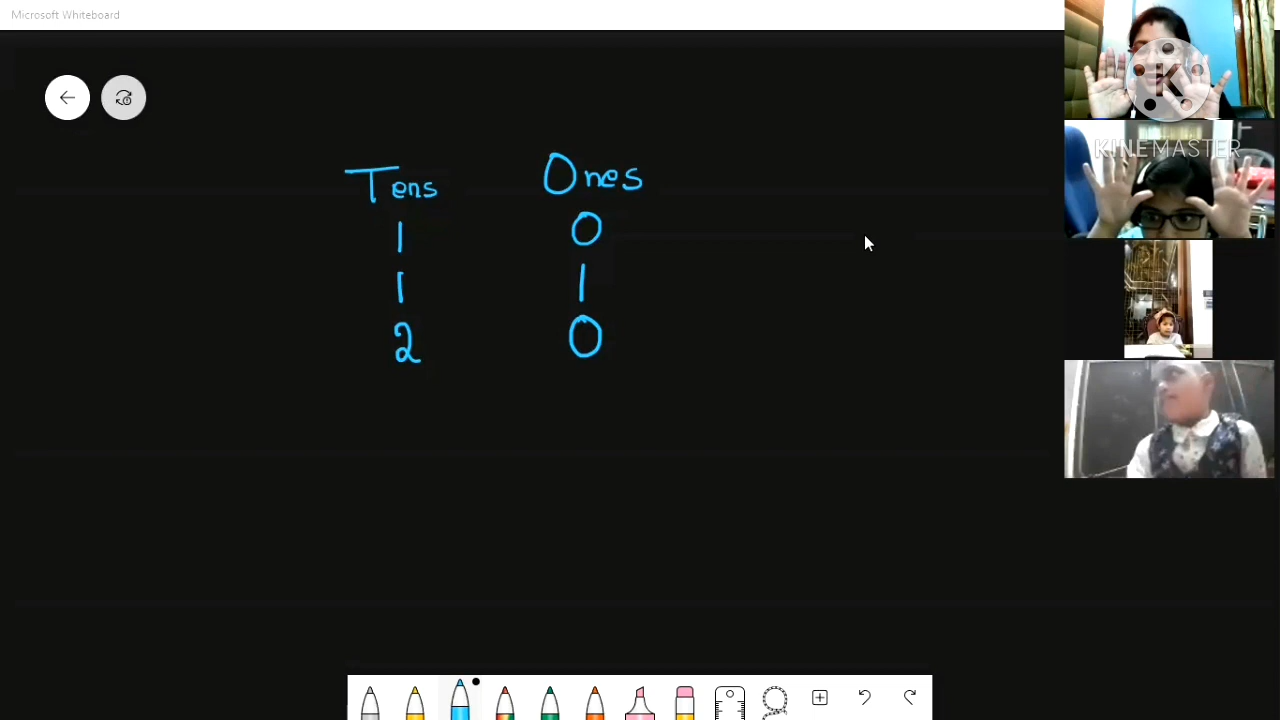 Microsoft Whiteboard
KINEMASTER
Tens Ones
1 0
1 1
2 0